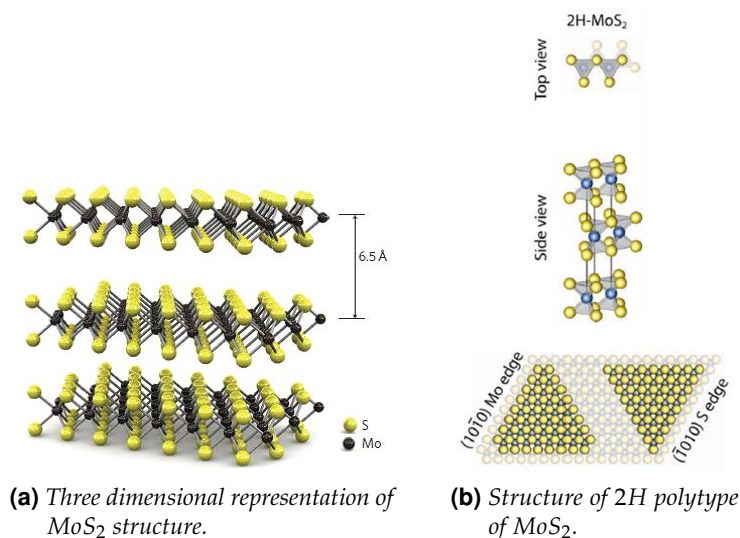 6.5 Å
S
Mo
(a) Three dimensional representation of
MoS₂ structure.
2H-MoS₂
Top view
Side view
(101̄0) Mo edge
(1̄010) S edge
(b) Structure of 2H polytype
of MoS₂.